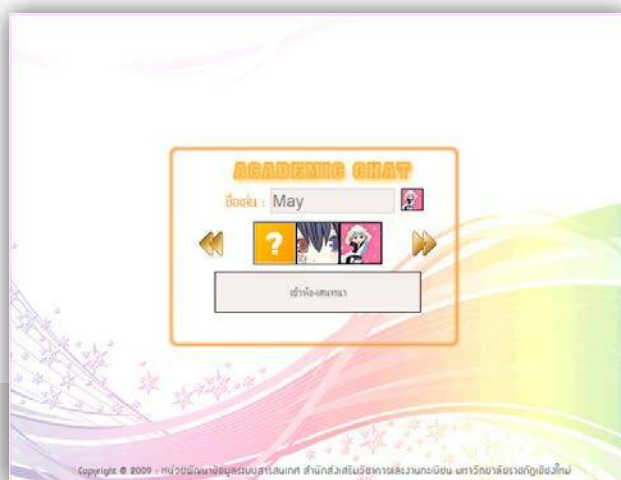 ACADEMIC CHAT
ชื่อเล่น : May
?
เข้าห้องสนทนา
Copyright © 2009 : หน่วยพัฒนาข้อมูลระบบสารสนเทศ สำนักส่งเสริมวิชาการและงานทะเบียน มหาวิทยาลัยราชภัฏเชียงใหม่